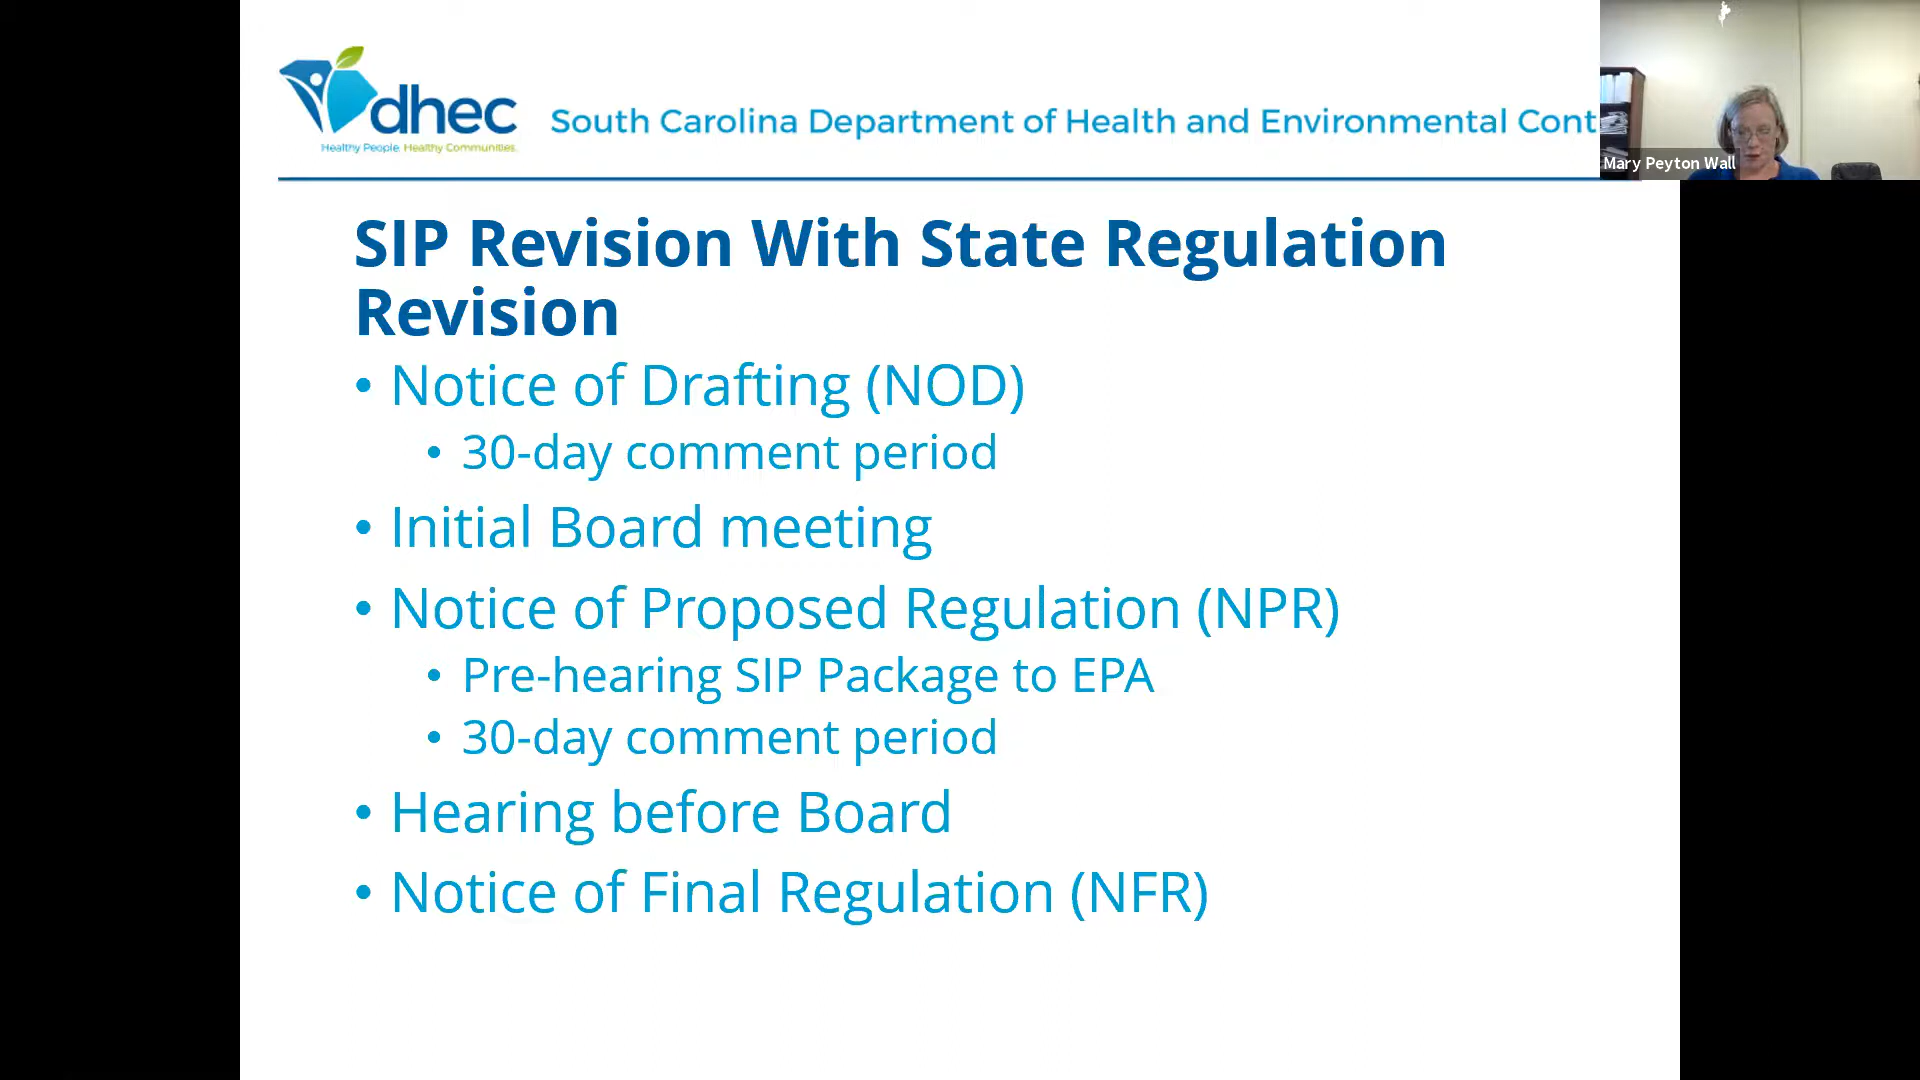 dhec
Healthy People. Healthy Communities.
South Carolina Department of Health and Environmental Cont
Mary Peyton Wall
SIP Revision With State Regulation
Revision
• Notice of Drafting (NOD)
• 30-day comment period
• Initial Board meeting
• Notice of Proposed Regulation (NPR)
• Pre-hearing SIP Package to EPA
• 30-day comment period
• Hearing before Board
• Notice of Final Regulation (NFR)